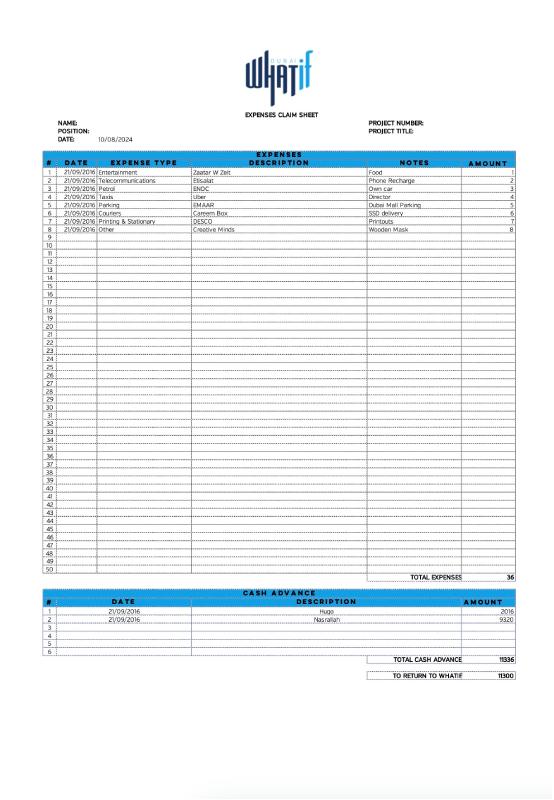 DUBAI
WHATIF
EXPENSES CLAIM SHEET
NAME: PROJECT NUMBER:
POSITION: PROJECT TITLE:
DATE: 10/08/2024
EXPENSES
# DATE EXPENSE TYPE DESCRIPTION NOTES AMOUNT
1 21/09/2016 Entertainment Zaatar W Zeit Food 1
2 21/09/2016 Telecommunications Etisalat Phone Recharge 2
3 21/09/2016 Petrol ENOC Own car 3
4 21/09/2016 Taxis Uber Director 4
5 21/09/2016 Parking EMAAR Dubai Mall Parking 5
6 21/09/2016 Couriers Careem Box SSD delivery 6
7 21/09/2016 Printing & Stationary DESCO Printouts 7
8 21/09/2016 Other Creative Minds Wooden Mask 8
9
10
11
12
13
14
15
16
17
18
19
20
21
22
23
24
25
26
27
28
29
30
31
32
33
34
35
36
37
38
39
40
41
42
43
44
45
46
47
48
49
50
TOTAL EXPENSES 36
CASH ADVANCE
# DATE DESCRIPTION AMOUNT
1 21/09/2016 Hugo 2016
2 21/09/2016 Nasrallah 9320
3
4
5
6
TOTAL CASH ADVANCE 11336
TO RETURN TO WHATIF 11300